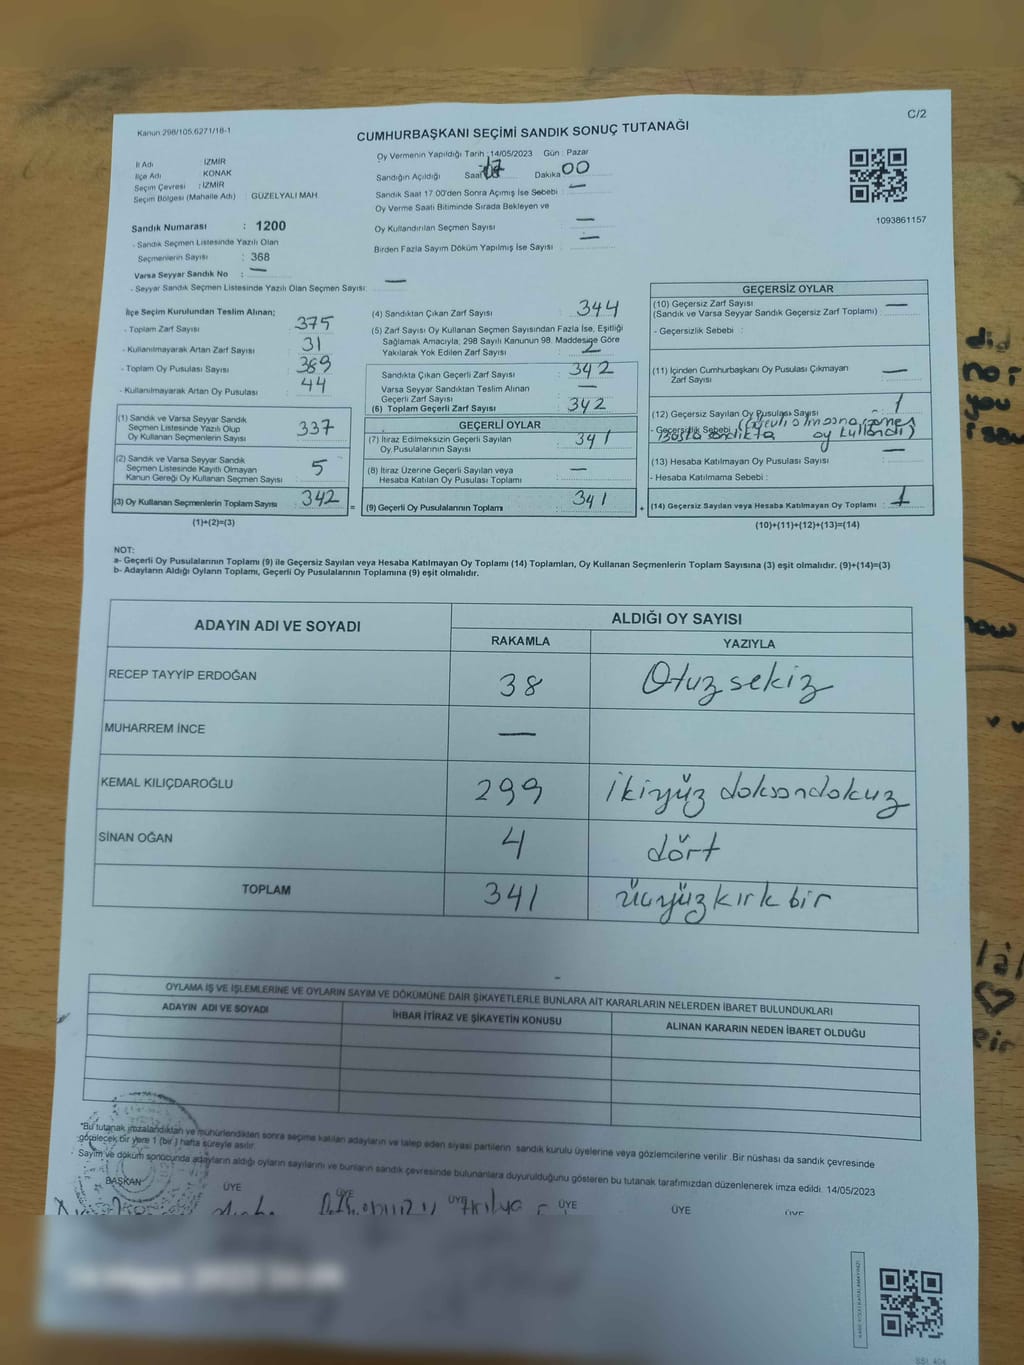 C/2
Kanun 298/105,6271/18-1
CUMHURBAŞKANI SEÇİMİ SANDIK SONUÇ TUTANAĞI
İl Adı İZMİR
İlçe Adı KONAK
Seçim Çevresi : İZMİR
Seçim Bölgesi (Mahalle Adı) : GÜZELYALI MAH.
Oy Vermenin Yapıldığı Tarih : 14/05/2023 Gün : Pazar
Sandığın Açıldığı Saat 17 Dakika 00
Sandık Saat 17.00'den Sonra Açımış İse Sebebi : —
Oy Verme Saati Bitiminde Sırada Bekleyen ve
Oy Kullandırılan Seçmen Sayısı : —
Birden Fazla Sayım Döküm Yapılmış İse Sayısı : —
1093861157
Sandık Numarası : 1200
- Sandık Seçmen Listesinde Yazılı Olan
Seçmenlerin Sayısı : 368
Varsa Seyyar Sandık No : —
- Seyyar Sandık Seçmen Listesinde Yazılı Olan Seçmen Sayısı: —
İlçe Seçim Kurulundan Teslim Alınan;
- Toplam Zarf Sayısı : 375
- Kullanılmayarak Artan Zarf Sayısı : 31
- Toplam Oy Pusulası Sayısı : 389
- Kullanılmayarak Artan Oy Pusulası : 44
(1) Sandık ve Varsa Seyyar Sandık
Seçmen Listesinde Yazılı Olup
Oy Kullanan Seçmenlerin Sayısı : 337
(2) Sandık ve Varsa Seyyar Sandık
Seçmen Listesinde Kayıtlı Olmayan
Kanun Gereği Oy Kullanan Seçmen Sayısı : 5
(3) Oy Kullanan Seçmenlerin Toplam Sayısı : 342
(1)+(2)=(3)
=
(4) Sandıktan Çıkan Zarf Sayısı : 344
(5) Zarf Sayısı Oy Kullanan Seçmen Sayısından Fazla İse, Eşitliği
Sağlamak Amacıyla, 298 Sayılı Kanunun 98. Maddesine Göre
Yakılarak Yok Edilen Zarf Sayısı : 2
Sandıkta Çıkan Geçerli Zarf Sayısı : 342
Varsa Seyyar Sandıktan Teslim Alınan
Geçerli Zarf Sayısı : —
(6) Toplam Geçerli Zarf Sayısı : 342
GEÇERLİ OYLAR
(7) İtiraz Edilmeksizin Geçerli Sayılan
Oy Pusulalarının Sayısı : 341
(8) İtiraz Üzerine Geçerli Sayılan veya
Hesaba Katılan Oy Pusulası Toplamı : —
(9) Geçerli Oy Pusulalarının Toplamı : 341
+
GEÇERSİZ OYLAR
(10) Geçersiz Zarf Sayısı : —
(Sandık ve Varsa Seyyar Sandık Geçersiz Zarf Toplamı)
- Geçersizlik Sebebi :
(11) İçinden Cumhurbaşkanı Oy Pusulası Çıkmayan
Zarf Sayısı : —
(12) Geçersiz Sayılan Oy Pusulası Sayısı : 1
- Geçersizlik Sebebi
oy kullandı)
(13) Hesaba Katılmayan Oy Pusulası Sayısı : —
- Hesaba Katılmama Sebebi :
(14) Geçersiz Sayılan veya Hesaba Katılmayan Oy Toplamı : 1
(10)+(11)+(12)+(13)=(14)
NOT:
a- Geçerli Oy Pusulalarının Toplamı (9) ile Geçersiz Sayılan veya Hesaba Katılmayan Oy Toplamı (14) Toplamları, Oy Kullanan Seçmenlerin Toplam Sayısına (3) eşit olmalıdır. (9)+(14)=(3)
b- Adayların Aldığı Oyların Toplamı, Geçerli Oy Pusulalarının Toplamına (9) eşit olmalıdır.
ADAYIN ADI VE SOYADI ALDIĞI OY SAYISI
RAKAMLA YAZIYLA
RECEP TAYYİP ERDOĞAN 38 Otuzsekiz
MUHARREM İNCE —
KEMAL KILIÇDAROĞLU 299 İkiyüz doksandokuz
SİNAN OĞAN 4 dört
TOPLAM 341 üçyüzkırkbir
OYLAMA İŞ VE İŞLEMLERİNE VE OYLARIN SAYIM VE DÖKÜMÜNE DAİR ŞİKAYETLERLE BUNLARA AİT KARARLARIN NELERDEN İBARET BULUNDUKLARI
ADAYIN ADI VE SOYADI İHBAR İTİRAZ VE ŞİKAYETİN KONUSU ALINAN KARARIN NEDEN İBARET OLDUĞU
"Bu tutanak imzalandıktan ve mühürlendikten sonra seçime katılan adayların ve talep eden siyasi partilerin sandık kurulu üyelerine veya gözlemcilerine verilir. Bir nüshası da sandık çevresinde
görülecek bir yere 1 (bir) hafta süreyle asılır.
Sayım ve döküm sonucunda adayların aldığı oyların sayılarını ve bunların sandık çevresinde bulunanlara duyurulduğunu gösteren bu tutanak tarafımızdan düzenlenerek imza edildi. 14/05/2023
BAŞKAN ÜYE ÜYE ÜYE ÜYE ÜYE ÜYE
did
you
i saw